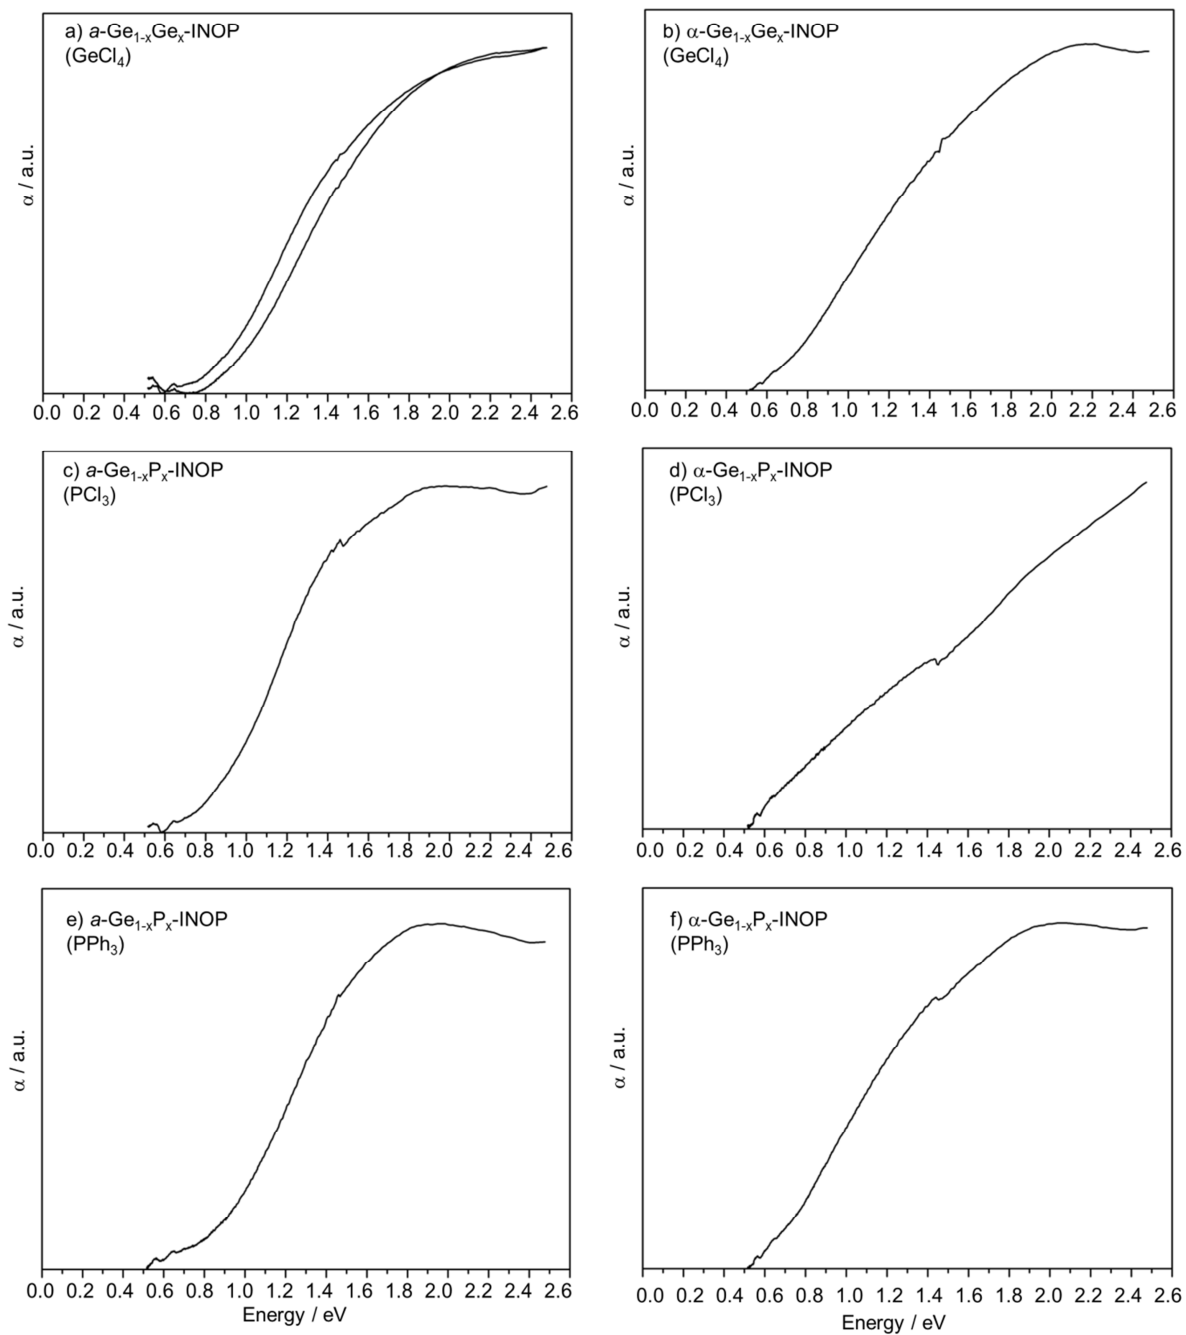 a) a-Ge1-xGex-INOP
(GeCl4)
α / a.u.
0.0 0.2 0.4 0.6 0.8 1.0 1.2 1.4 1.6 1.8 2.0 2.2 2.4 2.6
b) α-Ge1-xGex-INOP
(GeCl4)
α / a.u.
0.0 0.2 0.4 0.6 0.8 1.0 1.2 1.4 1.6 1.8 2.0 2.2 2.4 2.6
c) a-Ge1-xPx-INOP
(PCl3)
α / a.u.
0.0 0.2 0.4 0.6 0.8 1.0 1.2 1.4 1.6 1.8 2.0 2.2 2.4 2.6
d) α-Ge1-xPx-INOP
(PCl3)
α / a.u.
0.0 0.2 0.4 0.6 0.8 1.0 1.2 1.4 1.6 1.8 2.0 2.2 2.4 2.6
e) a-Ge1-xPx-INOP
(PPh3)
α / a.u.
0.0 0.2 0.4 0.6 0.8 1.0 1.2 1.4 1.6 1.8 2.0 2.2 2.4 2.6
Energy / eV
f) α-Ge1-xPx-INOP
(PPh3)
α / a.u.
0.0 0.2 0.4 0.6 0.8 1.0 1.2 1.4 1.6 1.8 2.0 2.2 2.4 2.6
Energy / eV